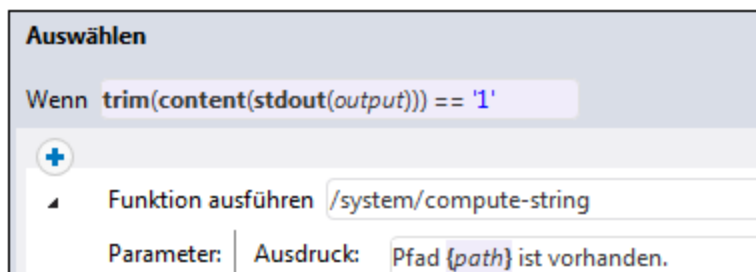 Auswählen
Wenn trim(content(stdout(output))) == '1'
Funktion ausführen /system/compute-string
Parameter: Ausdruck: Pfad {path} ist vorhanden.